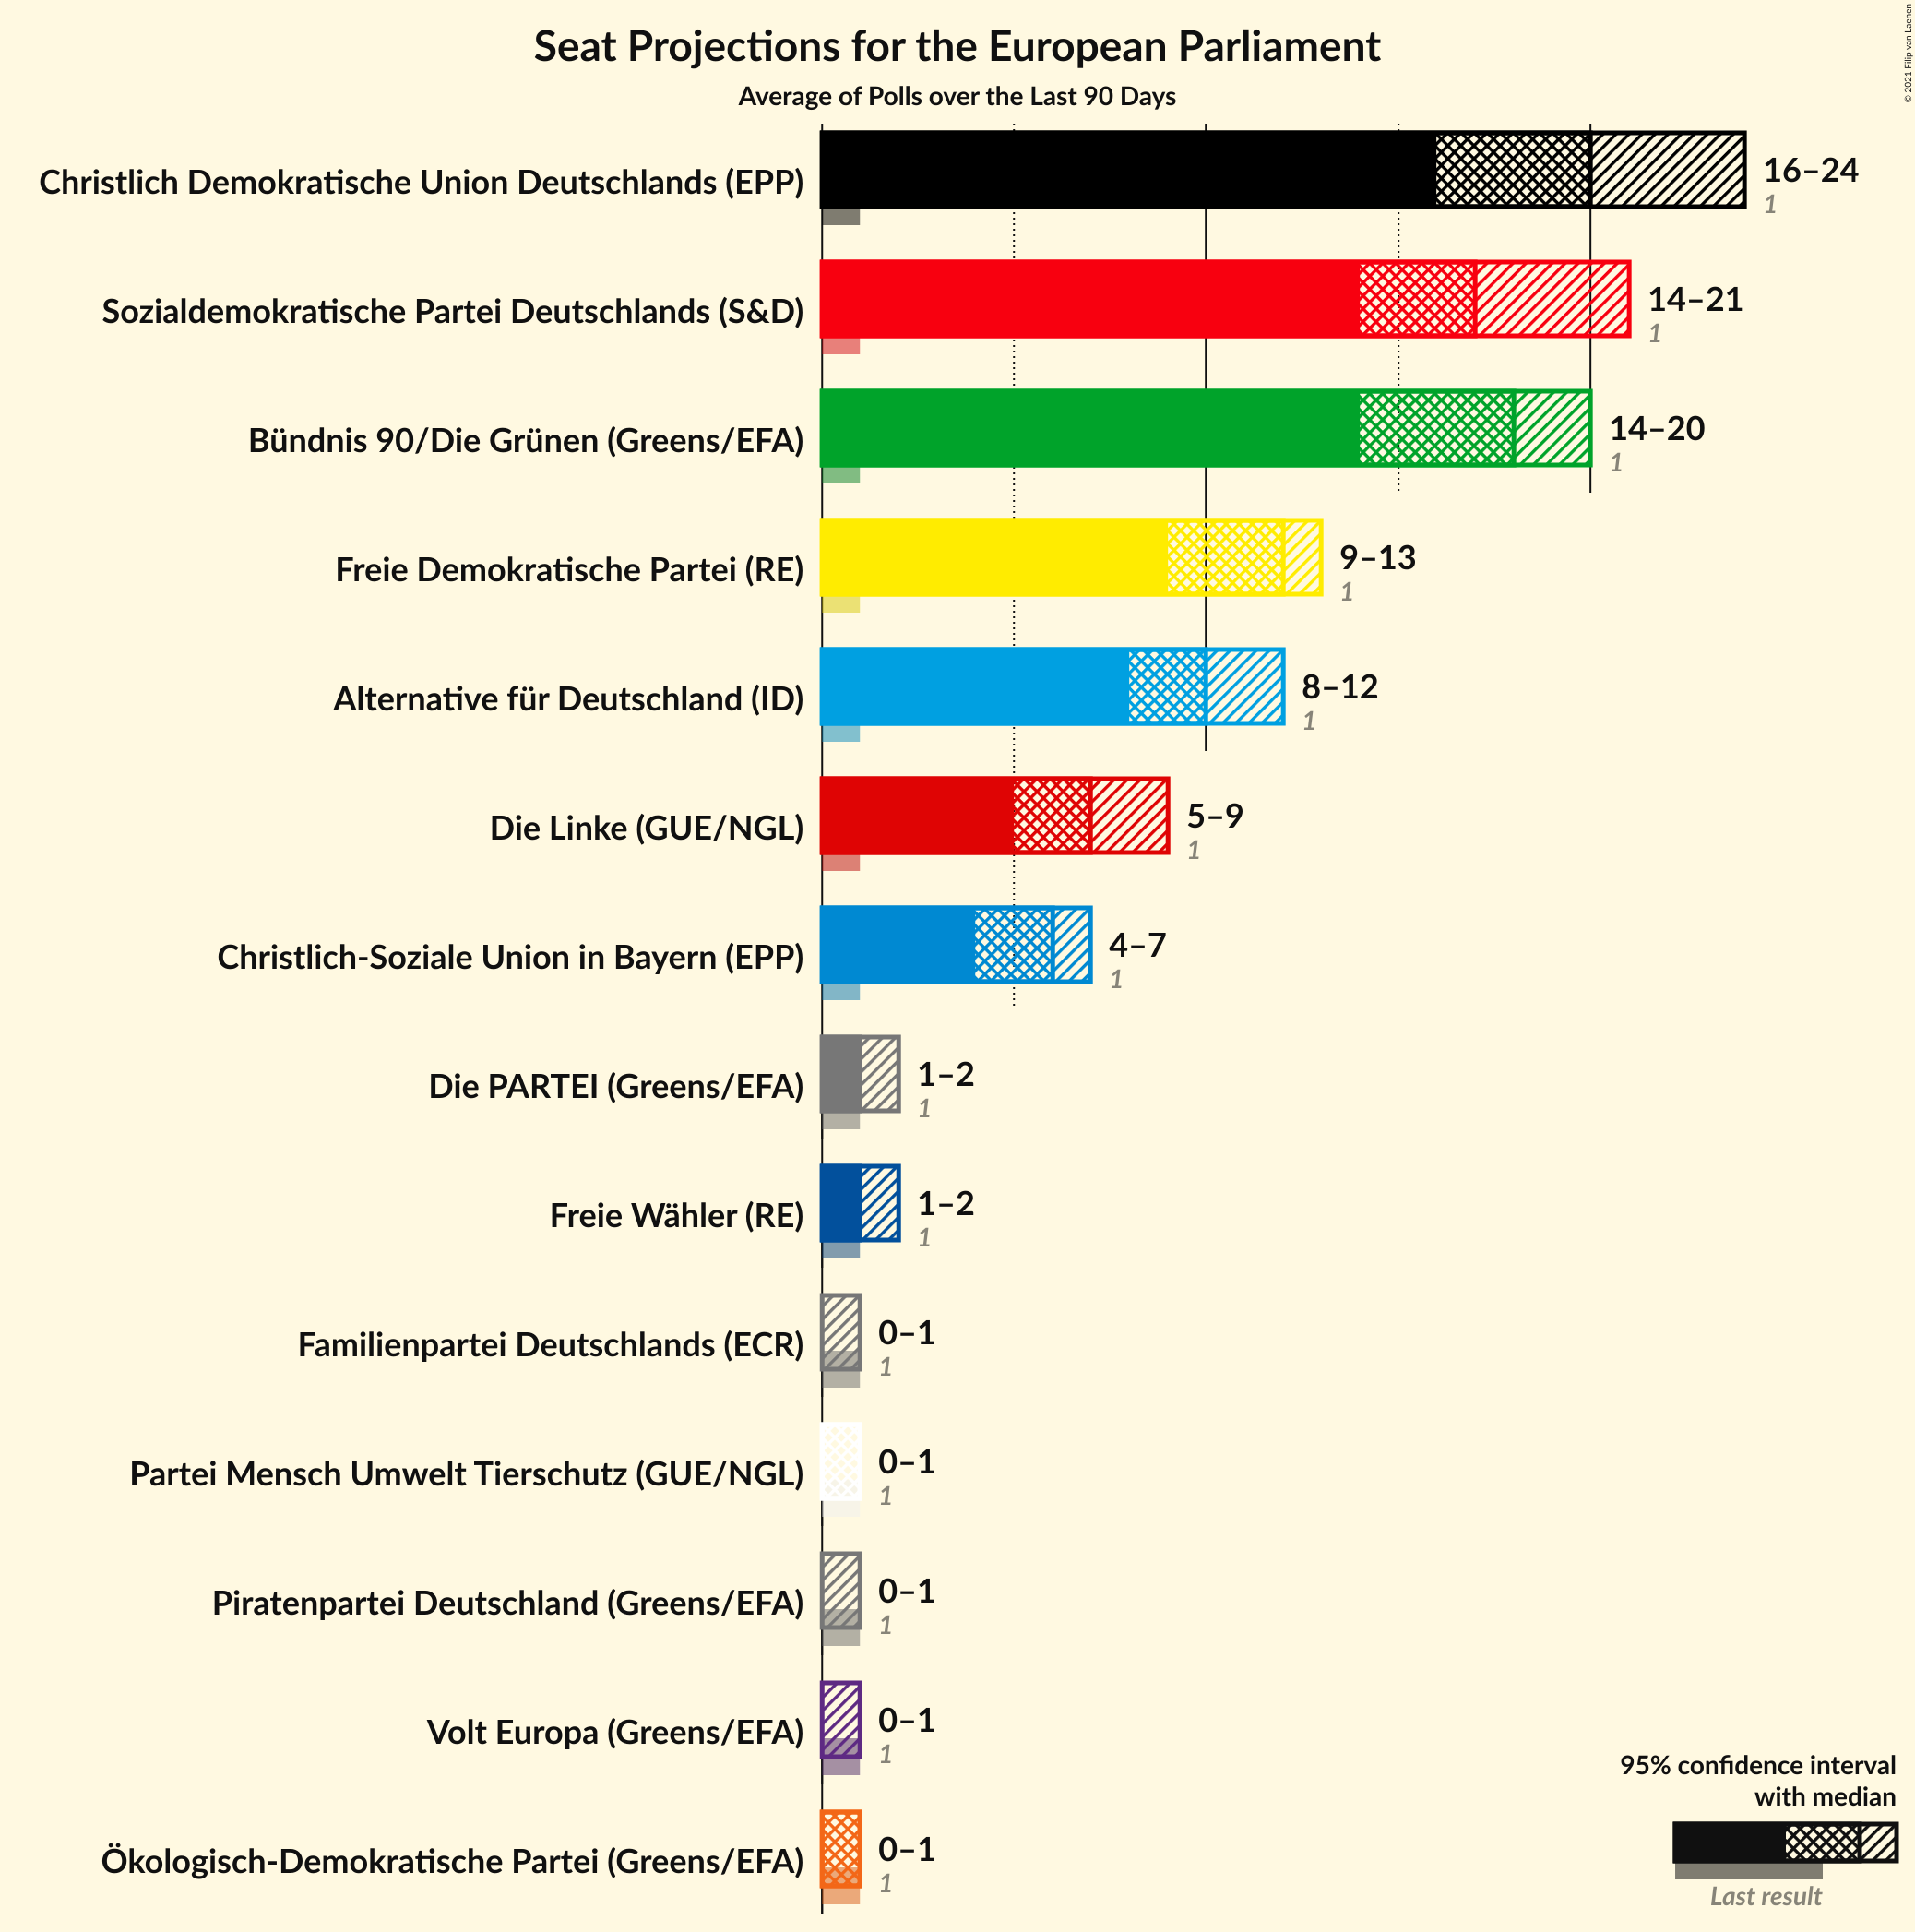 Seat Projections for the European Parliament
Average of Polls over the Last 90 Days
© 2021 Filip van Laenen
Christlich Demokratische Union Deutschlands (EPP)
16–24
1
Sozialdemokratische Partei Deutschlands (S&D)
14–21
1
Bündnis 90/Die Grünen (Greens/EFA)
14–20
1
Freie Demokratische Partei (RE)
9–13
1
Alternative für Deutschland (ID)
8–12
1
Die Linke (GUE/NGL)
5–9
1
Christlich-Soziale Union in Bayern (EPP)
4–7
1
Die PARTEI (Greens/EFA)
1–2
1
Freie Wähler (RE)
1–2
1
Familienpartei Deutschlands (ECR)
0–1
1
Partei Mensch Umwelt Tierschutz (GUE/NGL)
0–1
1
Piratenpartei Deutschland (Greens/EFA)
0–1
1
Volt Europa (Greens/EFA)
0–1
1
Ökologisch-Demokratische Partei (Greens/EFA)
0–1
1
95% confidence interval
with median
Last result